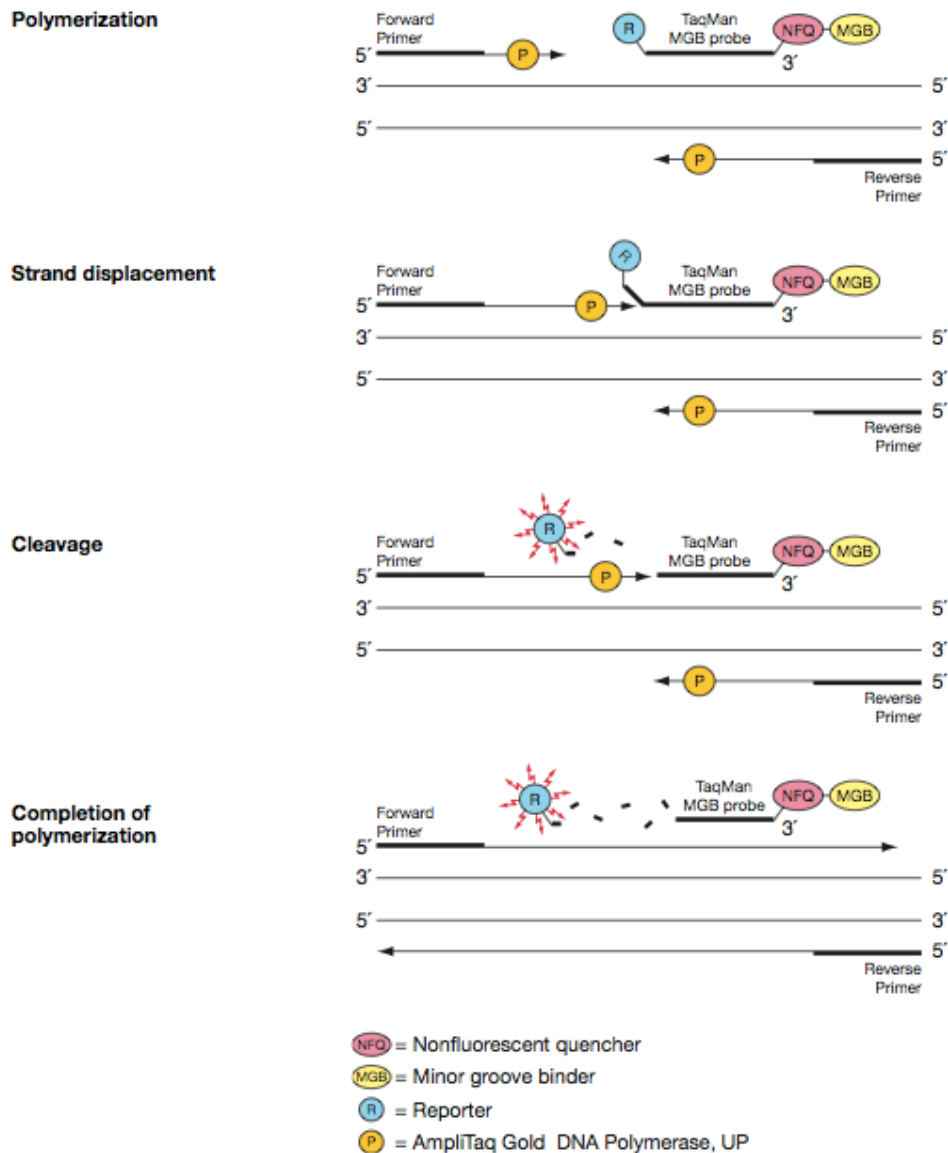 Polymerization
Forward
Primer
R
TaqMan
MGB probe
NFQ
MGB
5′
P
3′
3′
5′
5′
3′
P
5′
Reverse
Primer
Strand displacement
Forward
Primer
R
TaqMan
MGB probe
NFQ
MGB
5′
P
3′
3′
5′
5′
3′
P
5′
Reverse
Primer
Cleavage
Forward
Primer
R
TaqMan
MGB probe
NFQ
MGB
5′
P
3′
3′
5′
5′
3′
P
5′
Reverse
Primer
Completion of
polymerization
Forward
Primer
R
TaqMan
MGB probe
NFQ
MGB
5′
3′
3′
5′
5′
3′
5′
Reverse
Primer
NFQ = Nonfluorescent quencher
MGB = Minor groove binder
R = Reporter
P = AmpliTaq Gold DNA Polymerase, UP